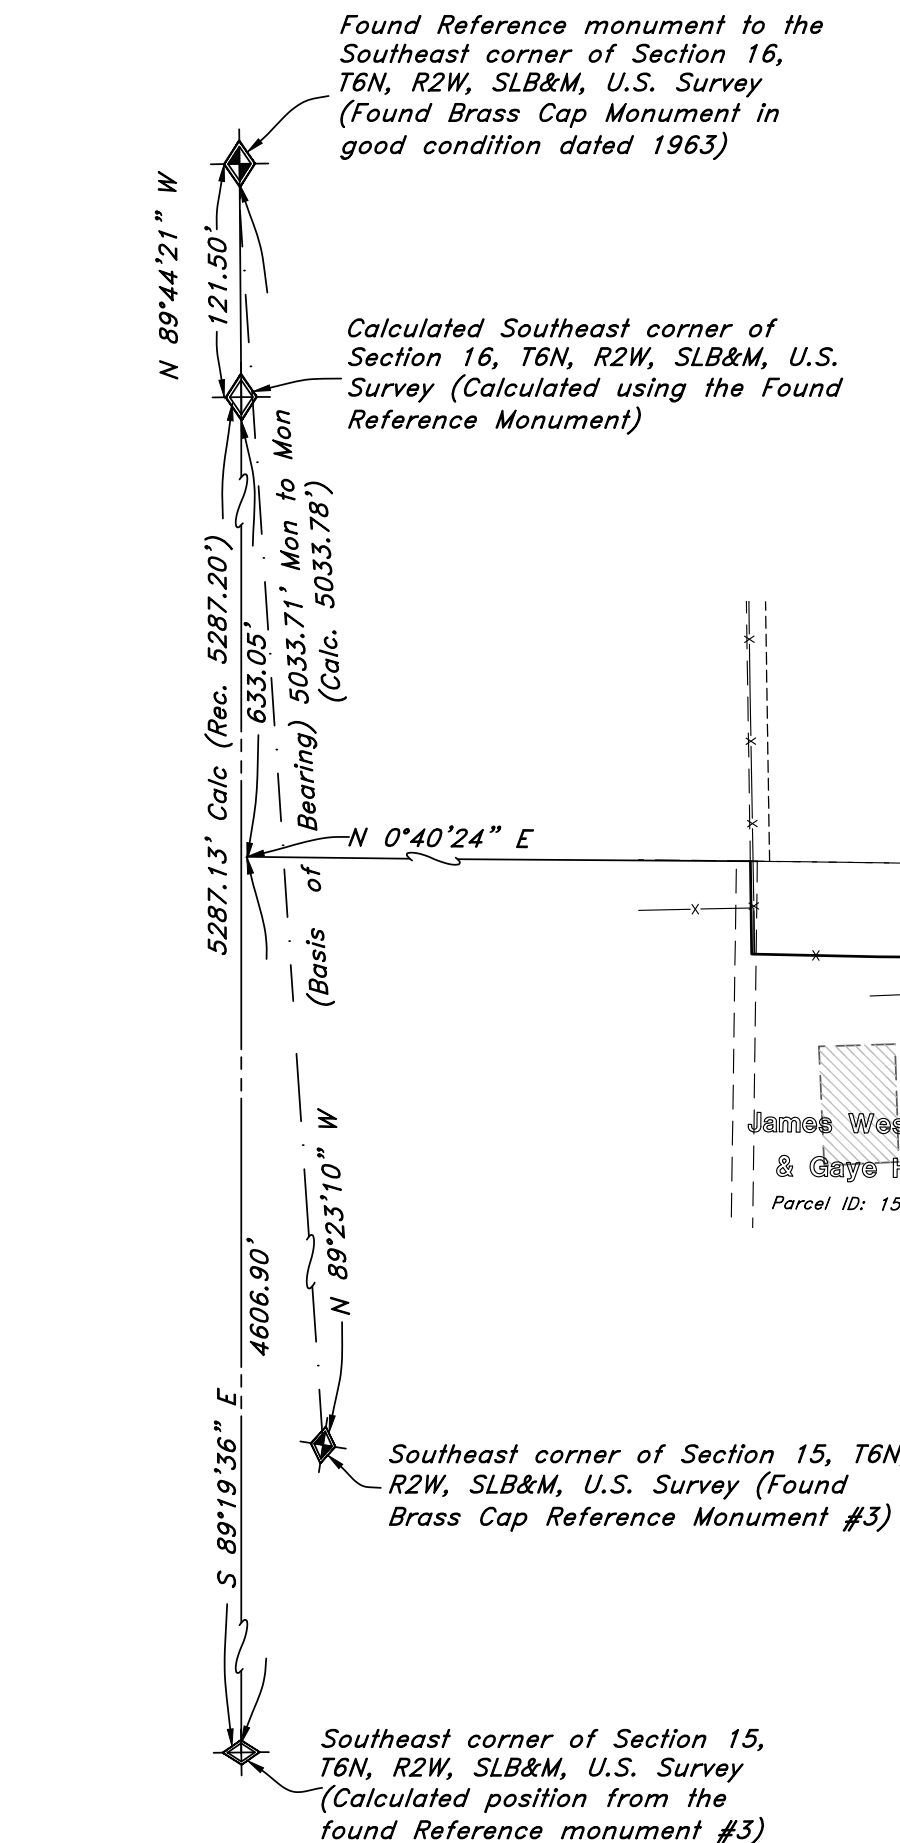 Found Reference monument to the
Southeast corner of Section 16,
T6N, R2W, SLB&M, U.S. Survey
(Found Brass Cap Monument in
good condition dated 1963)
N 89°44'21" W
121.50'
Calculated Southeast corner of
Section 16, T6N, R2W, SLB&M, U.S.
Survey (Calculated using the Found
Reference Monument)
5287.13' Calc (Rec. 5287.20')
633.05'
(Basis of Bearing) 5033.71' Mon to Mon
(Calc. 5033.78')
N 0°40'24" E
James Wes
& Gaye H
Parcel ID: 15
N 89°23'10" W
4606.90'
S 89°19'36" E
Southeast corner of Section 15, T6N,
R2W, SLB&M, U.S. Survey (Found
Brass Cap Reference Monument #3)
Southeast corner of Section 15,
T6N, R2W, SLB&M, U.S. Survey
(Calculated position from the
found Reference monument #3)